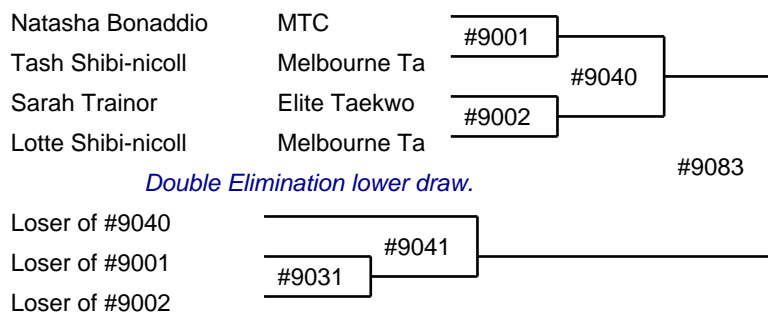 Natasha Bonaddio MTC #9001
Tash Shibi-nicoll Melbourne Ta
#9040
Sarah Trainor Elite Taekwo #9002
Lotte Shibi-nicoll Melbourne Ta
#9083
Double Elimination lower draw.
Loser of #9040
#9041
Loser of #9001 #9031
Loser of #9002